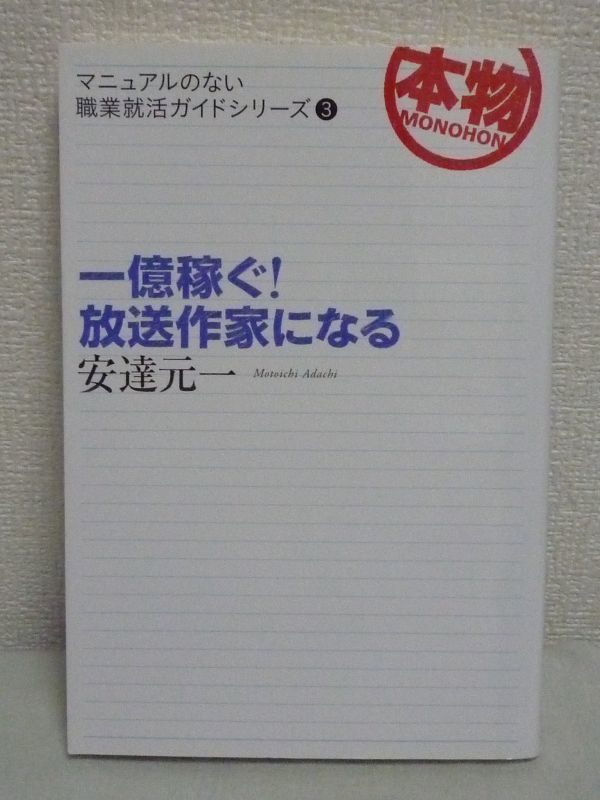 マニュアルのない
職業就活ガイドシリーズ❸
本物
MONOHON
一億稼ぐ!
放送作家になる
安達元一
Motoichi Adachi